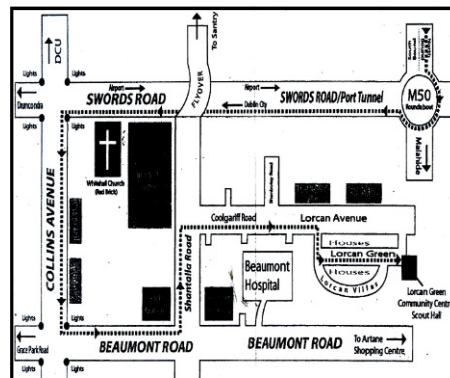 To Santry
DCU
Lights
Lights
Lights
Drumcondra
Airport
SWORDS ROAD
FLYOVER
Airport
Dublin City
SWORDS ROAD/Port Tunnel
M50
Roundabout
Malahide
Lights
Lights
COLLINS AVENUE
Whitehall Church
(Red Brick)
Coolgariff Road
Lorcan Avenue
Houses
Lorcan Green
Houses
Lorcan Villas
Lorcan Green
Community Centre
Scout Hall
Shantalla Road
Beaumont
Hospital
Lights
Lights
Grace Park Road
BEAUMONT ROAD
BEAUMONT ROAD
To Artane
Shopping Centre
Lights
Lights